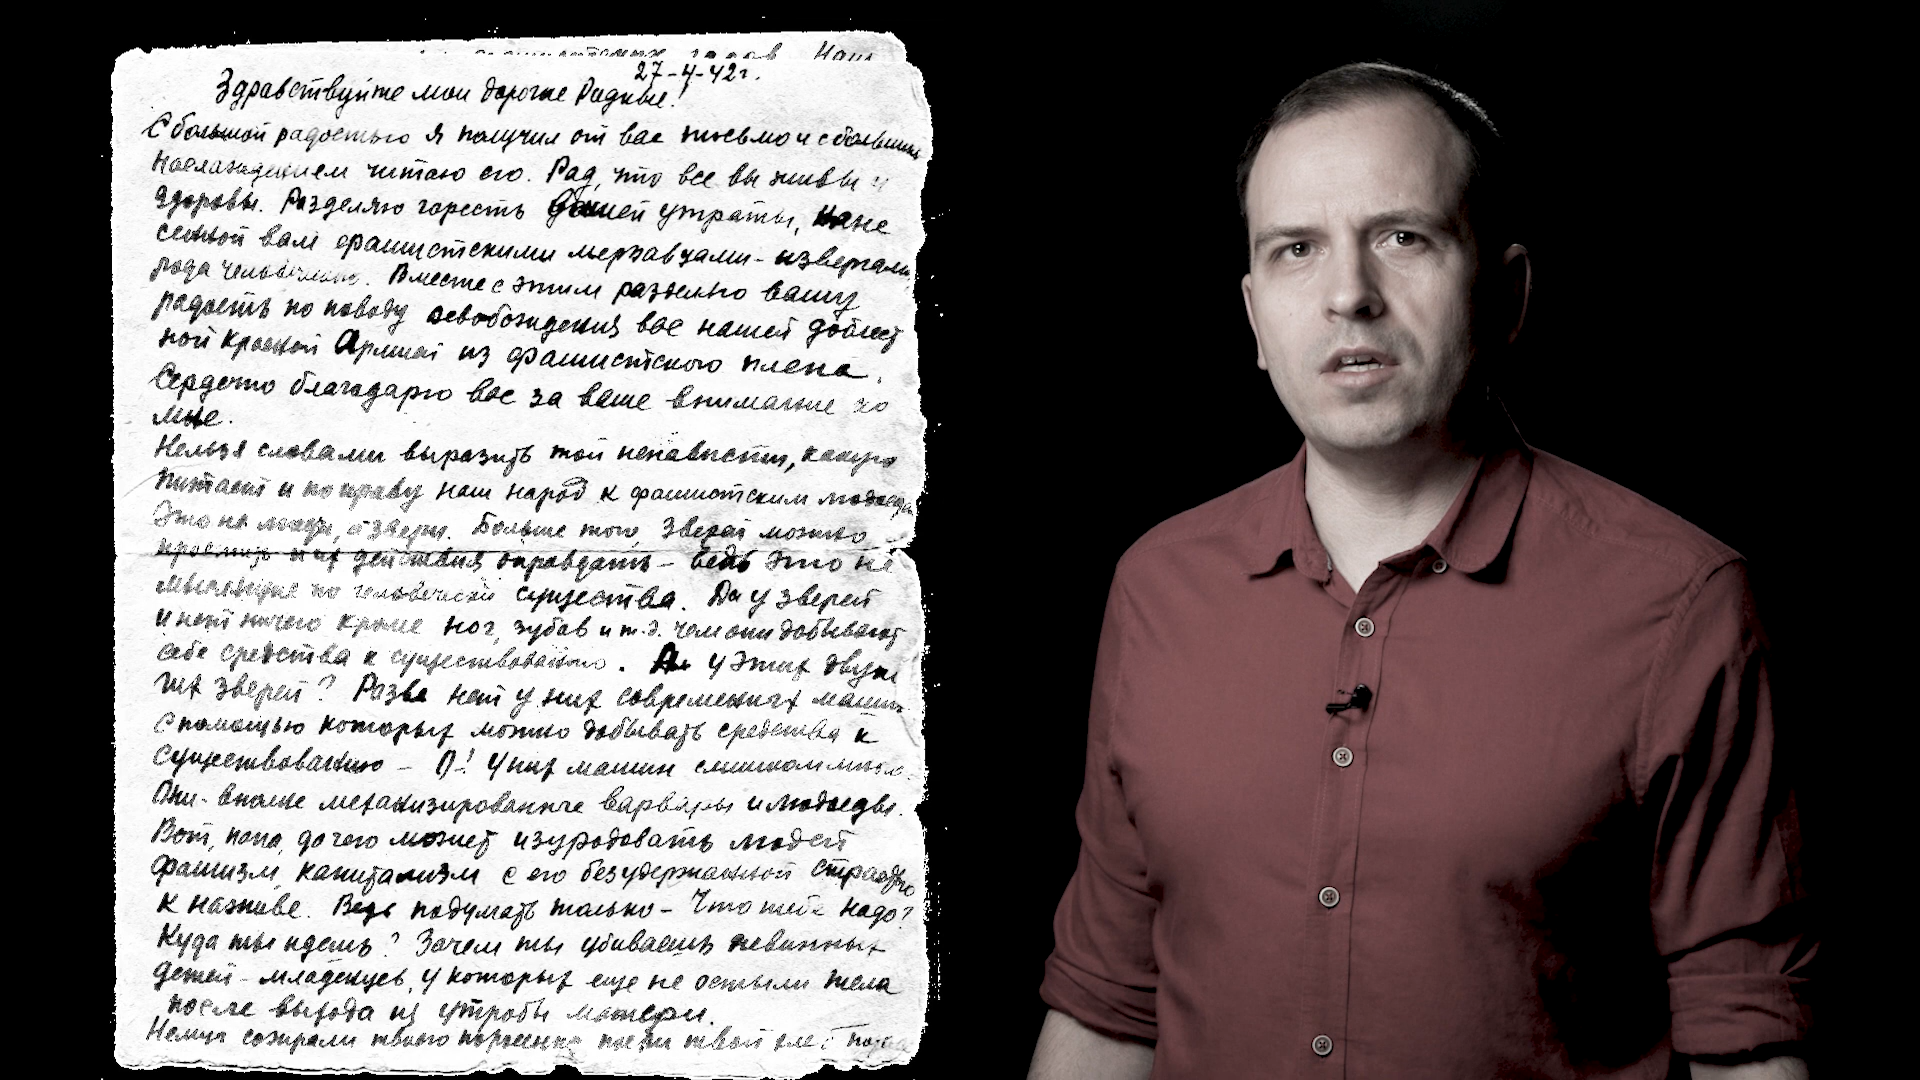 27-4-42г.
Здравствуйте мои дорогие Родные!
С большой радостью я получил от вас письмо и с большим
наслаждением читаю его. Рад, что все вы живы и
здоровы. Разделяю горесть вашей утраты, нане
сенной вам фашистскими мерзавцами - извергами
рода человеческого. Вместе с этим разделяю вашу
радость по поводу освобождения вас нашей доблест
ной Красной Армией из фашистского плена.
Сердечно благодарю вас за ваше внимание ко
мне.
Нельзя словами выразить той ненависти, какую
питает и по праву наш народ к фашистским людоедам
Это не люди, а звери. Больше того, зверей можно
простить и их действия оправдать - ведь это не
мыслящие по человечески существа. Да у зверей
и нет ничего кроме ног, зубов и т.д. чем они добывают
себе средства к существованию. А у этих двуно
гих зверей? Разве нет у них современных машин
с помощью которых можно добывать средства к
существованию - О! У них машин слишком много.
Они - вполне механизированные варвары и людоеды.
Вот, папа, до чего может изуродовать людей
фашизм, капитализм с его безудержанной страстью
к наживе. Ведь подумать только - Что тебе надо?
Куда ты идешь? Зачем ты убиваешь невинных
детей - младенцев, у которых еще не остыли тела
после выхода из утробы матери.
Немцы сожрали твоего поросенка твой